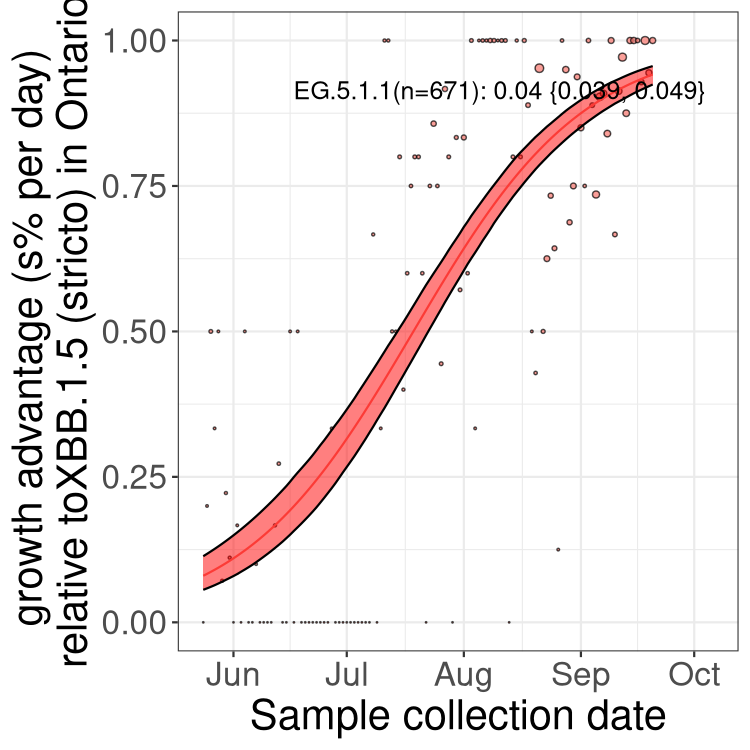 growth advantage (s% per day)
relative toXBB.1.5 (stricto) in Ontario
1.00
0.75
0.50
0.25
0.00
EG.5.1.1(n=671): 0.04 {0.039, 0.049}
Jun Jul Aug Sep Oct
Sample collection date